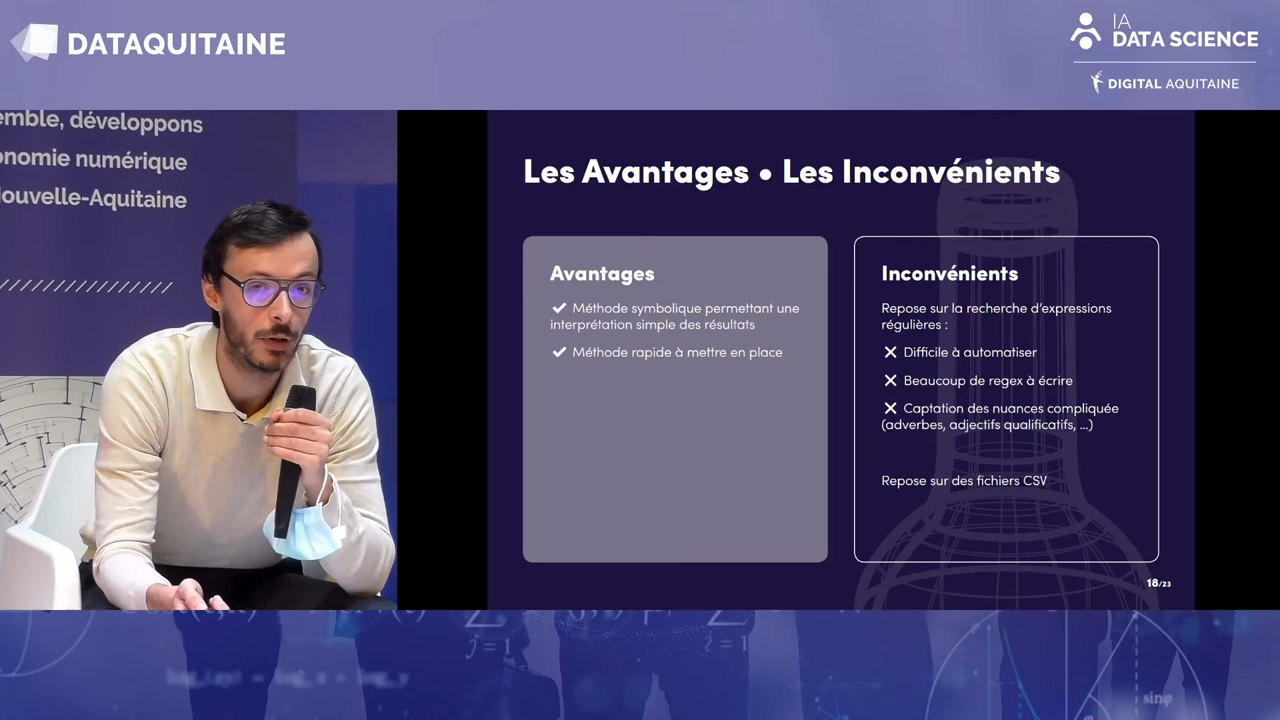 DATAQUITAINE
IA
DATA SCIENCE
DIGITAL AQUITAINE
emble, développons
onomie numérique
Nouvelle-Aquitaine
Les Avantages • Les Inconvénients
Avantages
✔ Méthode symbolique permettant une
interprétation simple des résultats
✔ Méthode rapide à mettre en place
Inconvénients
Repose sur la recherche d'expressions
régulières :
✕ Difficile à automatiser
✕ Beaucoup de regex à écrire
✕ Captation des nuances compliquée
(adverbes, adjectifs qualificatifs, ...)
Repose sur des fichiers CSV
18/23
j=1
=1
sinφ